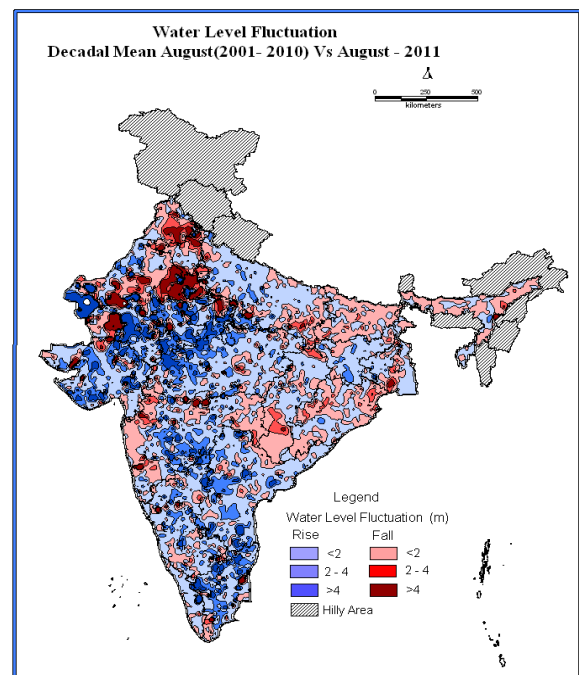 Water Level Fluctuation
Decadal Mean August(2001- 2010) Vs August - 2011
0 250 500
kilometers
Legend
Water Level Fluctuation (m)
Rise Fall
<2 <2
2 - 4 2 - 4
>4 >4
Hilly Area